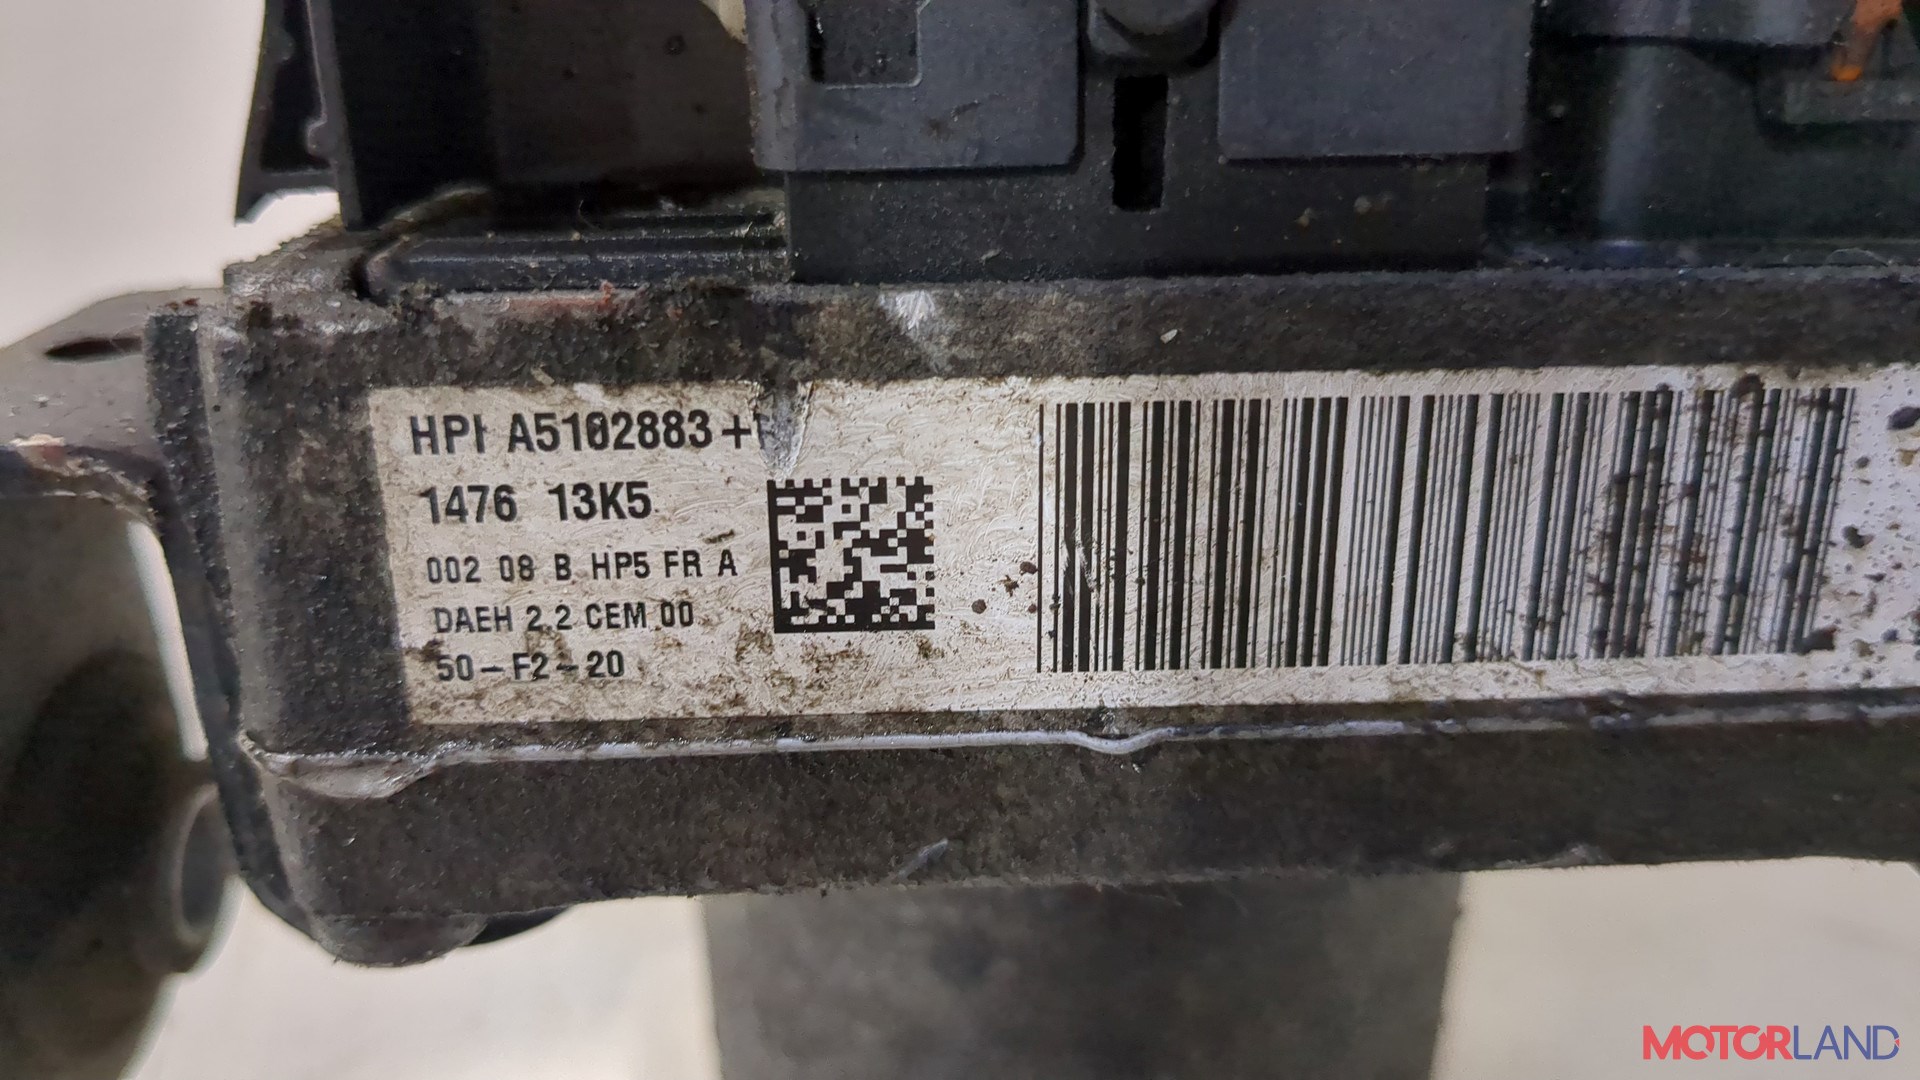 HPI A5102883+
1476 13K5
002 08 B HP5 FR A
DAEH 2.2 CEM 00
50-F2-20
MOTORLAND